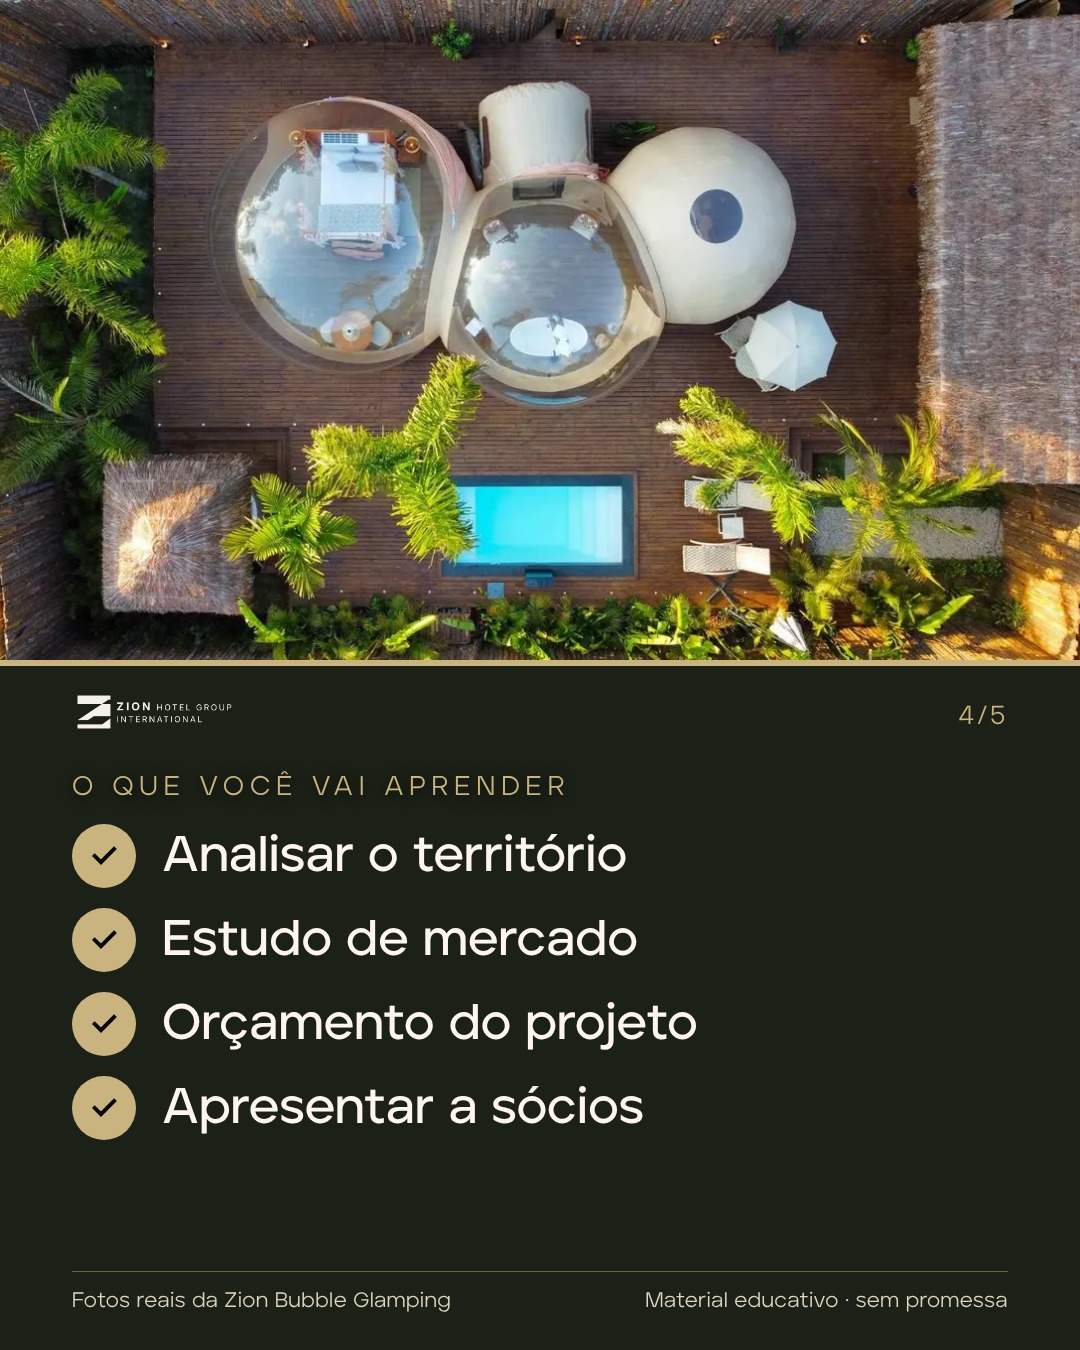 ZION HOTEL GROUP
INTERNATIONAL
4/5
O QUE VOCÊ VAI APRENDER
Analisar o território
Estudo de mercado
Orçamento do projeto
Apresentar a sócios
Fotos reais da Zion Bubble Glamping
Material educativo · sem promessa